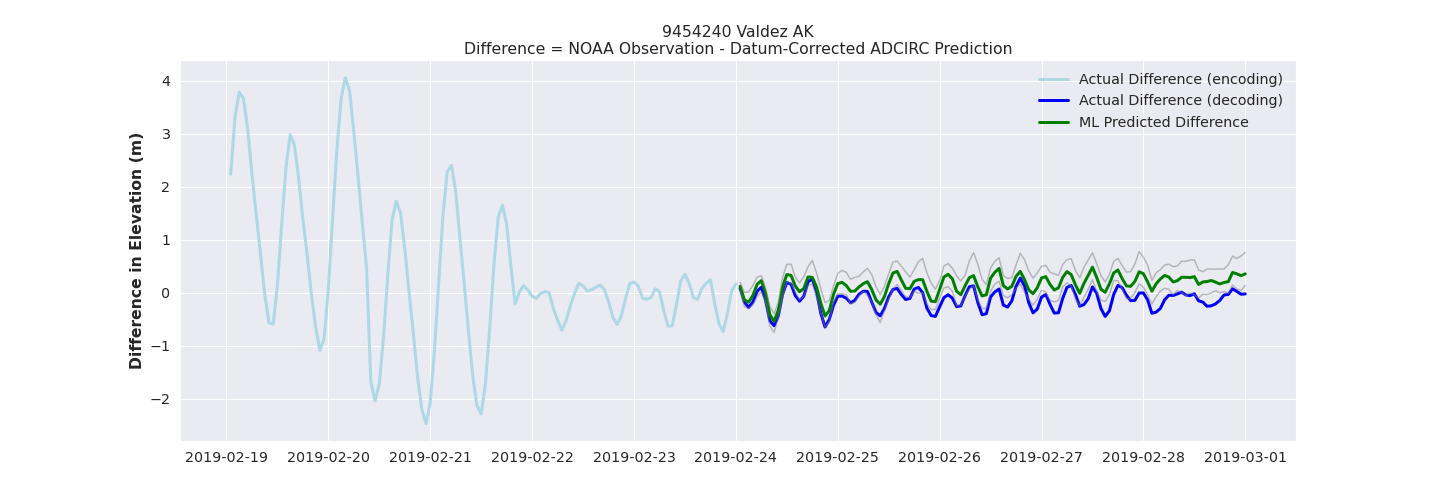 9454240 Valdez AK
Difference = NOAA Observation - Datum-Corrected ADCIRC Prediction
Actual Difference (encoding)
Actual Difference (decoding)
ML Predicted Difference
Difference in Elevation (m)
4
3
2
1
0
−1
−2
2019-02-19 2019-02-20 2019-02-21 2019-02-22 2019-02-23 2019-02-24 2019-02-25 2019-02-26 2019-02-27 2019-02-28 2019-03-01